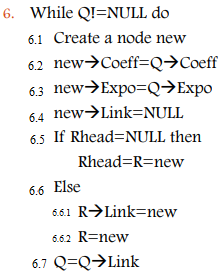 6. While Q!=NULL do
6.1 Create a node new
6.2 new→Coeff=Q→Coeff
6.3 new→Expo=Q→Expo
6.4 new→Link=NULL
6.5 If Rhead=NULL then
Rhead=R=new
6.6 Else
6.6.1 R→Link=new
6.6.2 R=new
6.7 Q=Q→Link